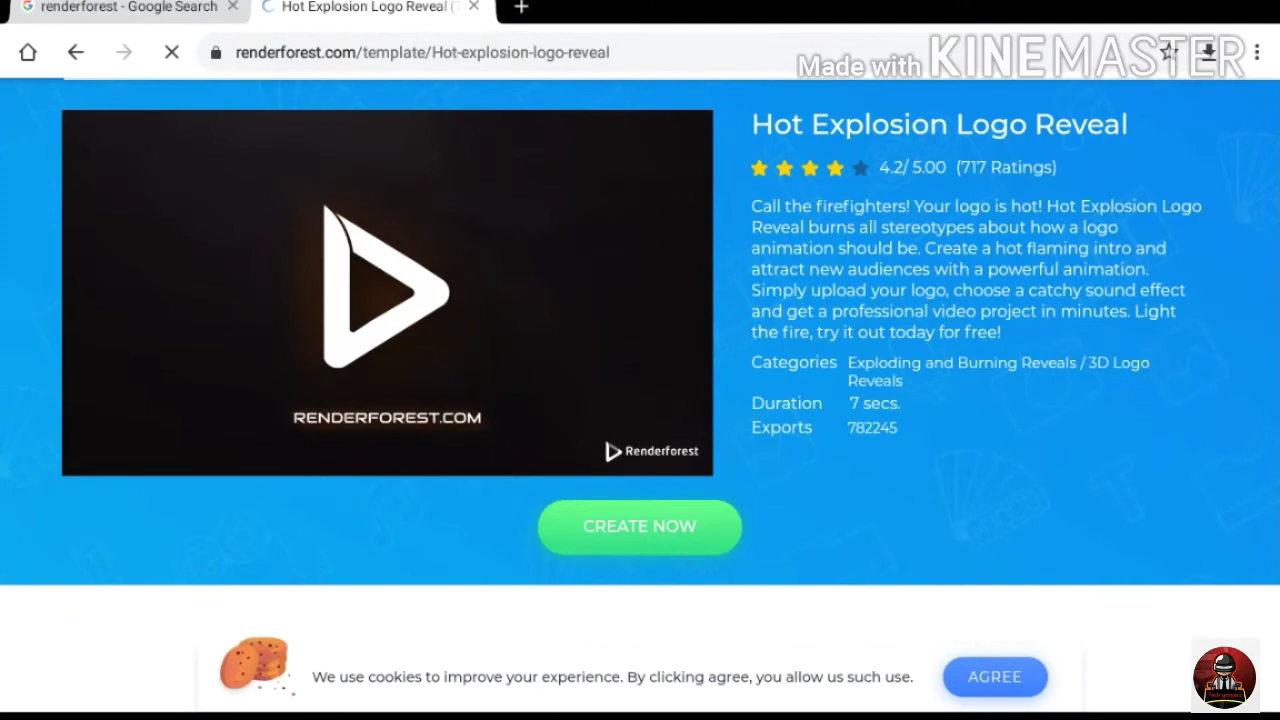 renderforest - Google Search
Hot Explosion Logo Reveal (
renderforest.com/template/Hot-explosion-logo-reveal
Made with KINEMASTER
Hot Explosion Logo Reveal
4.2/ 5.00 (717 Ratings)
Call the firefighters! Your logo is hot! Hot Explosion Logo
Reveal burns all stereotypes about how a logo
animation should be. Create a hot flaming intro and
attract new audiences with a powerful animation.
Simply upload your logo, choose a catchy sound effect
and get a professional video project in minutes. Light
the fire, try it out today for free!
Categories Exploding and Burning Reveals / 3D Logo
Reveals
Duration 7 secs.
Exports 782245
RENDERFOREST.COM
Renderforest
CREATE NOW
We use cookies to improve your experience. By clicking agree, you allow us such use.
AGREE